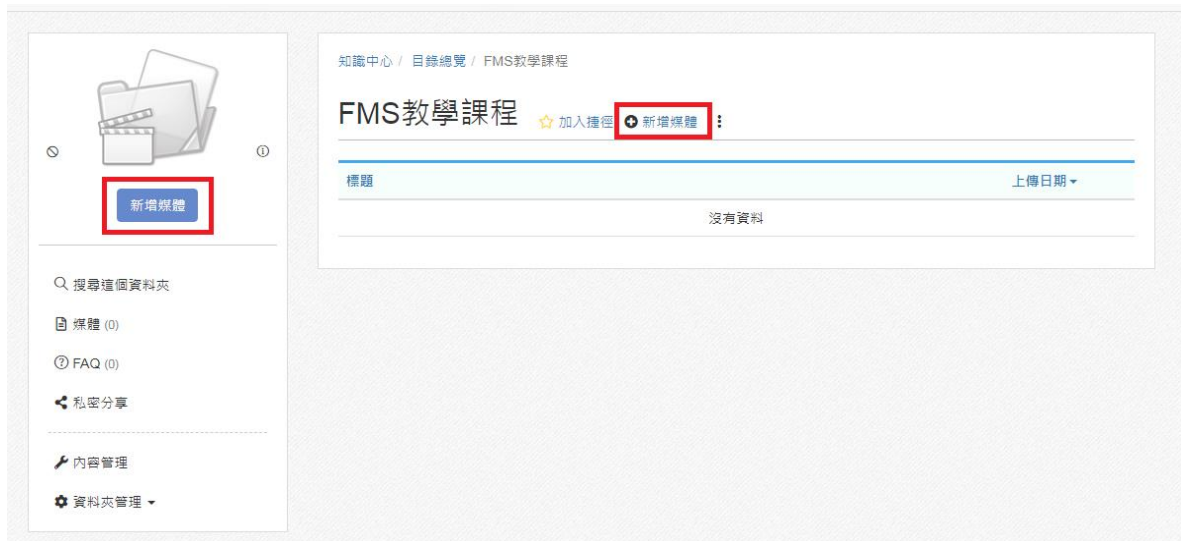 知識中心 / 目錄總覽 / FMS教學課程
FMS教學課程 加入捷徑 新增媒體
標題 上傳日期
沒有資料
新增媒體
搜尋這個資料夾
媒體 (0)
FAQ (0)
私密分享
內容管理
資料夾管理